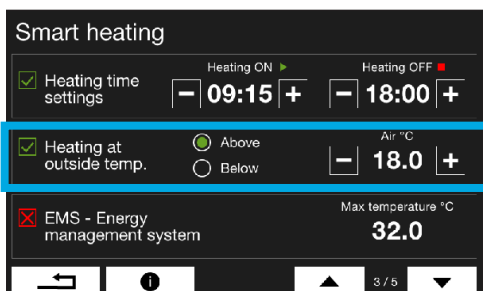 Smart heating
Heating time
settings
Heating ON
− 09:15 +
Heating OFF
− 18:00 +
Heating at
outside temp.
Above
Below
Air °C
− 18.0 +
EMS - Energy
management system
Max temperature °C
32.0
i
3/5